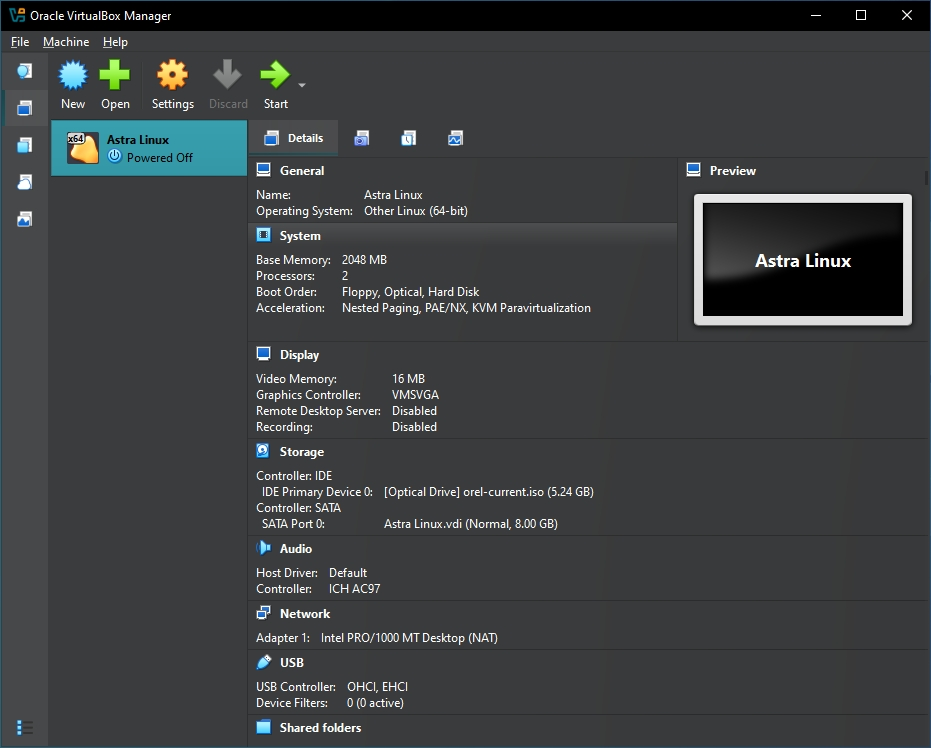 Oracle VirtualBox Manager
File Machine Help
New Open Settings Discard Start
x64
Astra Linux
Powered Off
Details
General
Name: Astra Linux
Operating System: Other Linux (64-bit)
System
Base Memory: 2048 MB
Processors: 2
Boot Order: Floppy, Optical, Hard Disk
Acceleration: Nested Paging, PAE/NX, KVM Paravirtualization
Preview
Astra Linux
Display
Video Memory: 16 MB
Graphics Controller: VMSVGA
Remote Desktop Server: Disabled
Recording: Disabled
Storage
Controller: IDE
IDE Primary Device 0: [Optical Drive] orel-current.iso (5.24 GB)
Controller: SATA
SATA Port 0: Astra Linux.vdi (Normal, 8.00 GB)
Audio
Host Driver: Default
Controller: ICH AC97
Network
Adapter 1: Intel PRO/1000 MT Desktop (NAT)
USB
USB Controller: OHCI, EHCI
Device Filters: 0 (0 active)
Shared folders